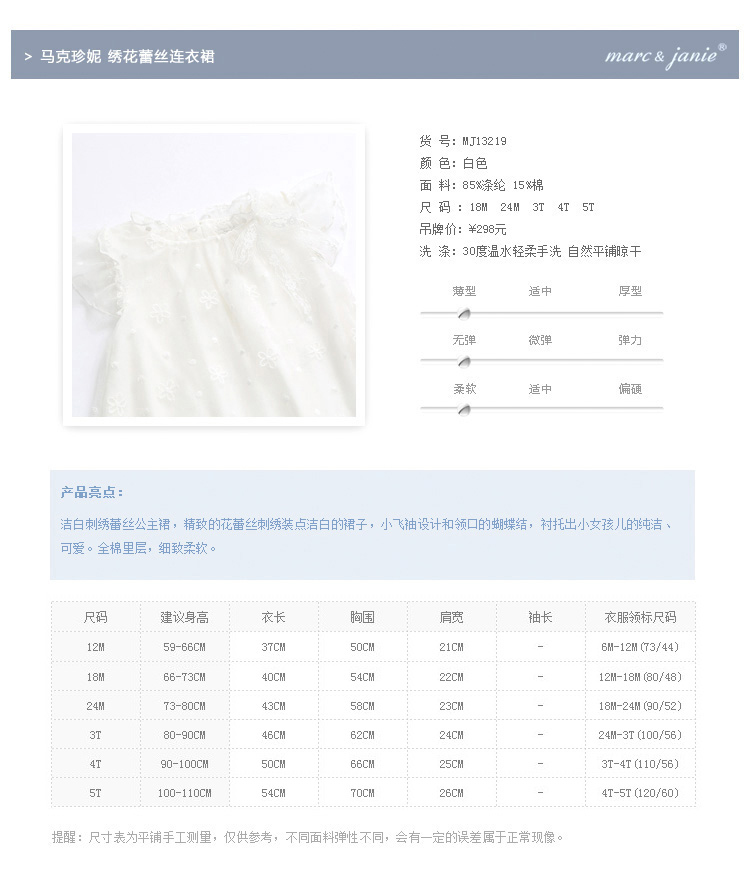 > 马克珍妮 绣花蕾丝连衣裙
marc & janie®
货 号：MJ13219
颜 色：白色
面 料：85%涤纶 15%棉
尺 码 ：18M 24M 3T 4T 5T
吊牌价：¥298元
洗 涤：30度温水轻柔手洗 自然平铺晾干
薄型 适中 厚型
无弹 微弹 弹力
柔软 适中 偏硬
产品亮点：
洁白刺绣蕾丝公主裙，精致的花蕾丝刺绣装点洁白的裙子，小飞袖设计和领口的蝴蝶结，衬托出小女孩儿的纯洁、
可爱。全棉里层，细致柔软。
尺码 建议身高 衣长 胸围 肩宽 袖长 衣服领标尺码
12M 59-66CM 37CM 50CM 21CM - 6M-12M(73/44)
18M 66-73CM 40CM 54CM 22CM - 12M-18M(80/48)
24M 73-80CM 43CM 58CM 23CM - 18M-24M(90/52)
3T 80-90CM 46CM 62CM 24CM - 24M-3T(100/56)
4T 90-100CM 50CM 66CM 25CM - 3T-4T(110/56)
5T 100-110CM 54CM 70CM 26CM - 4T-5T(120/60)
提醒：尺寸表为平铺手工测量，仅供参考，不同面料弹性不同，会有一定的误差属于正常现像。